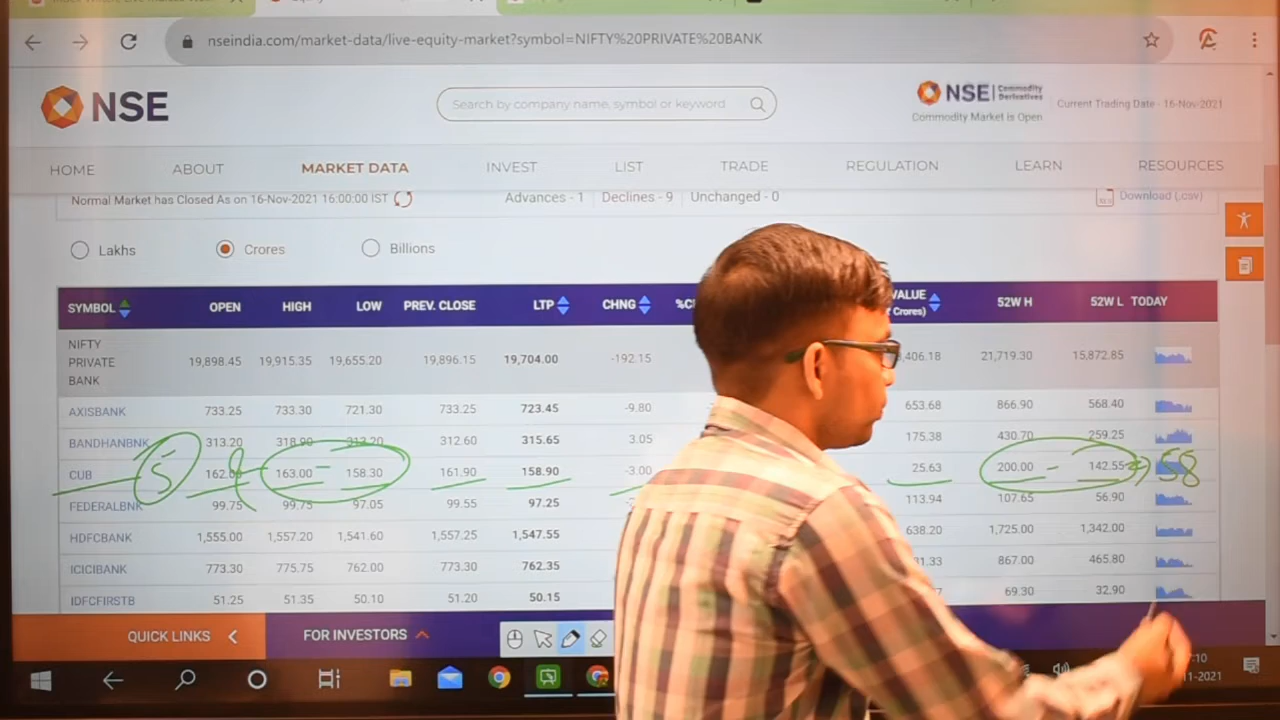 nseindia.com/market-data/live-equity-market?symbol=NIFTY%20PRIVATE%20BANK
NSE
Search by company name, symbol or keyword
NSE Commodity Derivatives
Commodity Market is Open
Current Trading Date - 16-Nov-2021
HOME ABOUT MARKET DATA INVEST LIST TRADE REGULATION LEARN RESOURCES
Normal Market has Closed As on 16-Nov-2021 16:00:00 IST Advances - 1 Declines - 9 Unchanged - 0 Download (.csv)
Lakhs Crores Billions
SYMBOL OPEN HIGH LOW PREV. CLOSE LTP CHNG VALUE Crores) 52W H 52W L TODAY
NIFTY PRIVATE BANK 19,898.45 19,915.35 19,655.20 19,896.15 19,704.00 -192.15 21,719.30 15,872.85
AXISBANK 733.25 733.30 721.30 733.25 723.45 -9.80 653.68 866.90 568.40
BANDHANBNK 313.20 318.90 313.20 312.60 315.65 3.05 175.38 430.70 259.25
CUB 5 163.00 - 158.30 161.90 158.90 -3.00 25.63 200.00 - 142.55 58
FEDERALBNK 99.75 99.75 97.05 99.55 97.25 113.94 107.65 56.90
HDFCBANK 1,555.00 1,557.20 1,541.60 1,557.25 1,547.55 638.20 1,725.00 1,342.00
ICICIBANK 773.30 775.75 762.00 773.30 762.35 867.00 465.80
IDFCFIRSTB 51.25 51.35 50.10 51.20 50.15 69.30 32.90
QUICK LINKS FOR INVESTORS